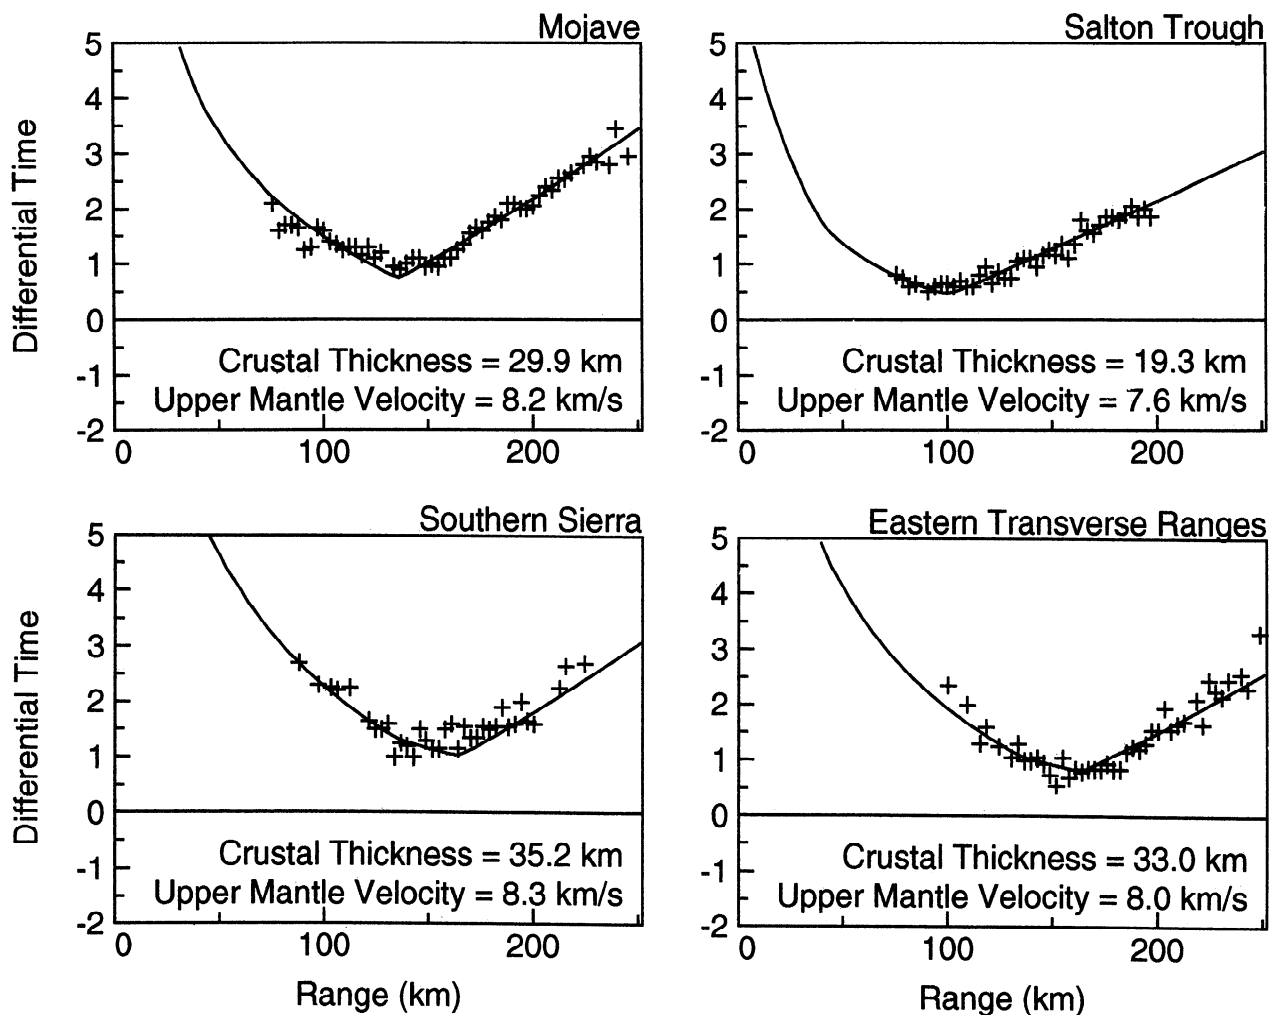 Mojave
5
4
3
2
1
0
-1
-2
Differential Time
Crustal Thickness = 29.9 km
Upper Mantle Velocity = 8.2 km/s
0 100 200
Salton Trough
5
4
3
2
1
0
-1
-2
Crustal Thickness = 19.3 km
Upper Mantle Velocity = 7.6 km/s
0 100 200
Southern Sierra
5
4
3
2
1
0
-1
-2
Differential Time
Crustal Thickness = 35.2 km
Upper Mantle Velocity = 8.3 km/s
0 100 200
Range (km)
Eastern Transverse Ranges
5
4
3
2
1
0
-1
-2
Crustal Thickness = 33.0 km
Upper Mantle Velocity = 8.0 km/s
0 100 200
Range (km)